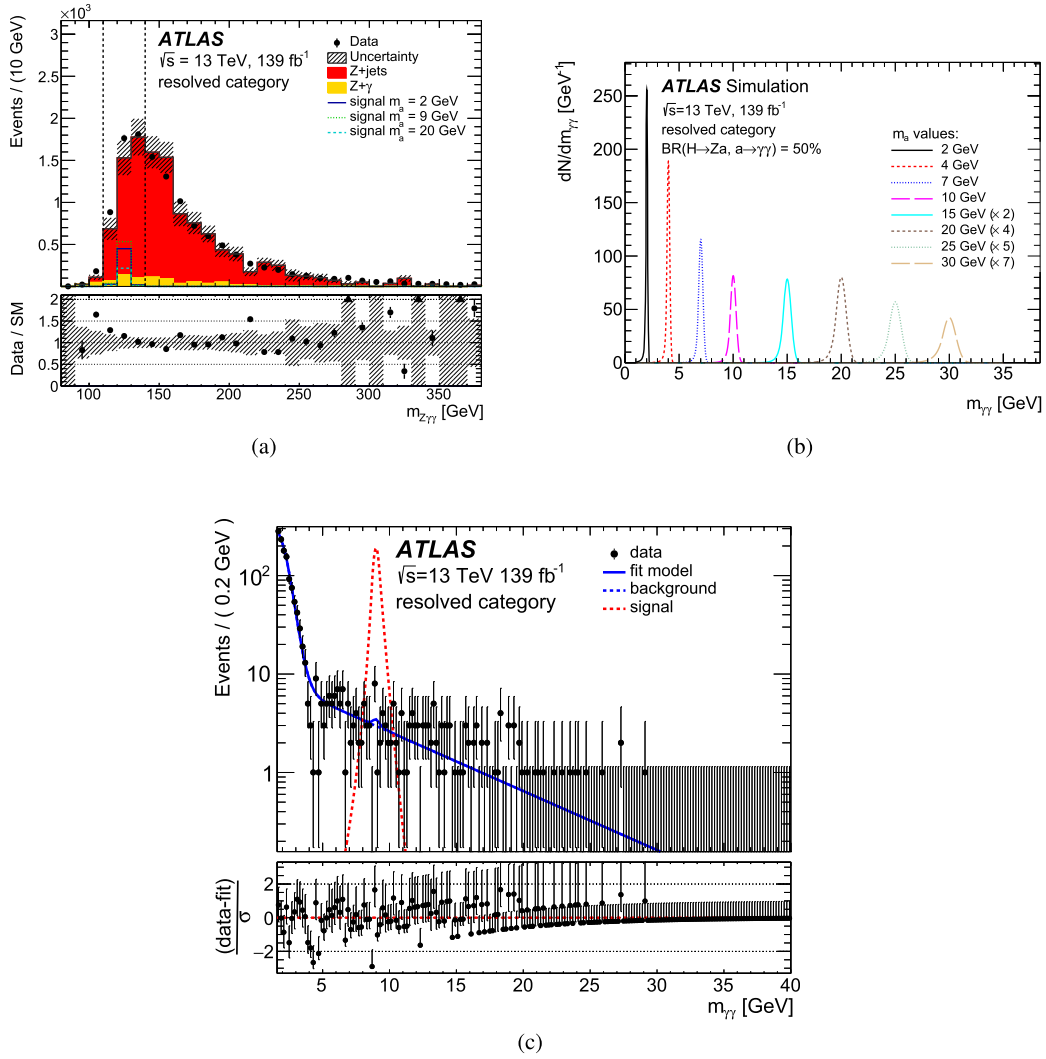 ×10³
Events / (10 GeV)
3
2.5
2
1.5
1
0.5
ATLAS
√s = 13 TeV, 139 fb⁻¹
resolved category
Data
Uncertainty
Z+jets
Z+γ
signal mₐ = 2 GeV
signal mₐ = 9 GeV
signal mₐ = 20 GeV
Data / SM
2
1.5
1
0.5
0
100 150 200 250 300 350
m_Zγγ [GeV]
(a)
dN/dm_γγ [GeV⁻¹]
250
200
150
100
50
0
ATLAS Simulation
√s=13 TeV, 139 fb⁻¹
resolved category
BR(H→Za, a→γγ) = 50%
mₐ values:
2 GeV
4 GeV
7 GeV
10 GeV
15 GeV (× 2)
20 GeV (×4)
25 GeV (× 5)
30 GeV (× 7)
0 5 10 15 20 25 30 35
m_γγ [GeV]
(b)
Events / ( 0.2 GeV )
10²
10
1
ATLAS
√s=13 TeV 139 fb⁻¹
resolved category
data
fit model
background
signal
(data-fit)
σ
2
0
−2
5 10 15 20 25 30 35 40
m_γγ [GeV]
(c)